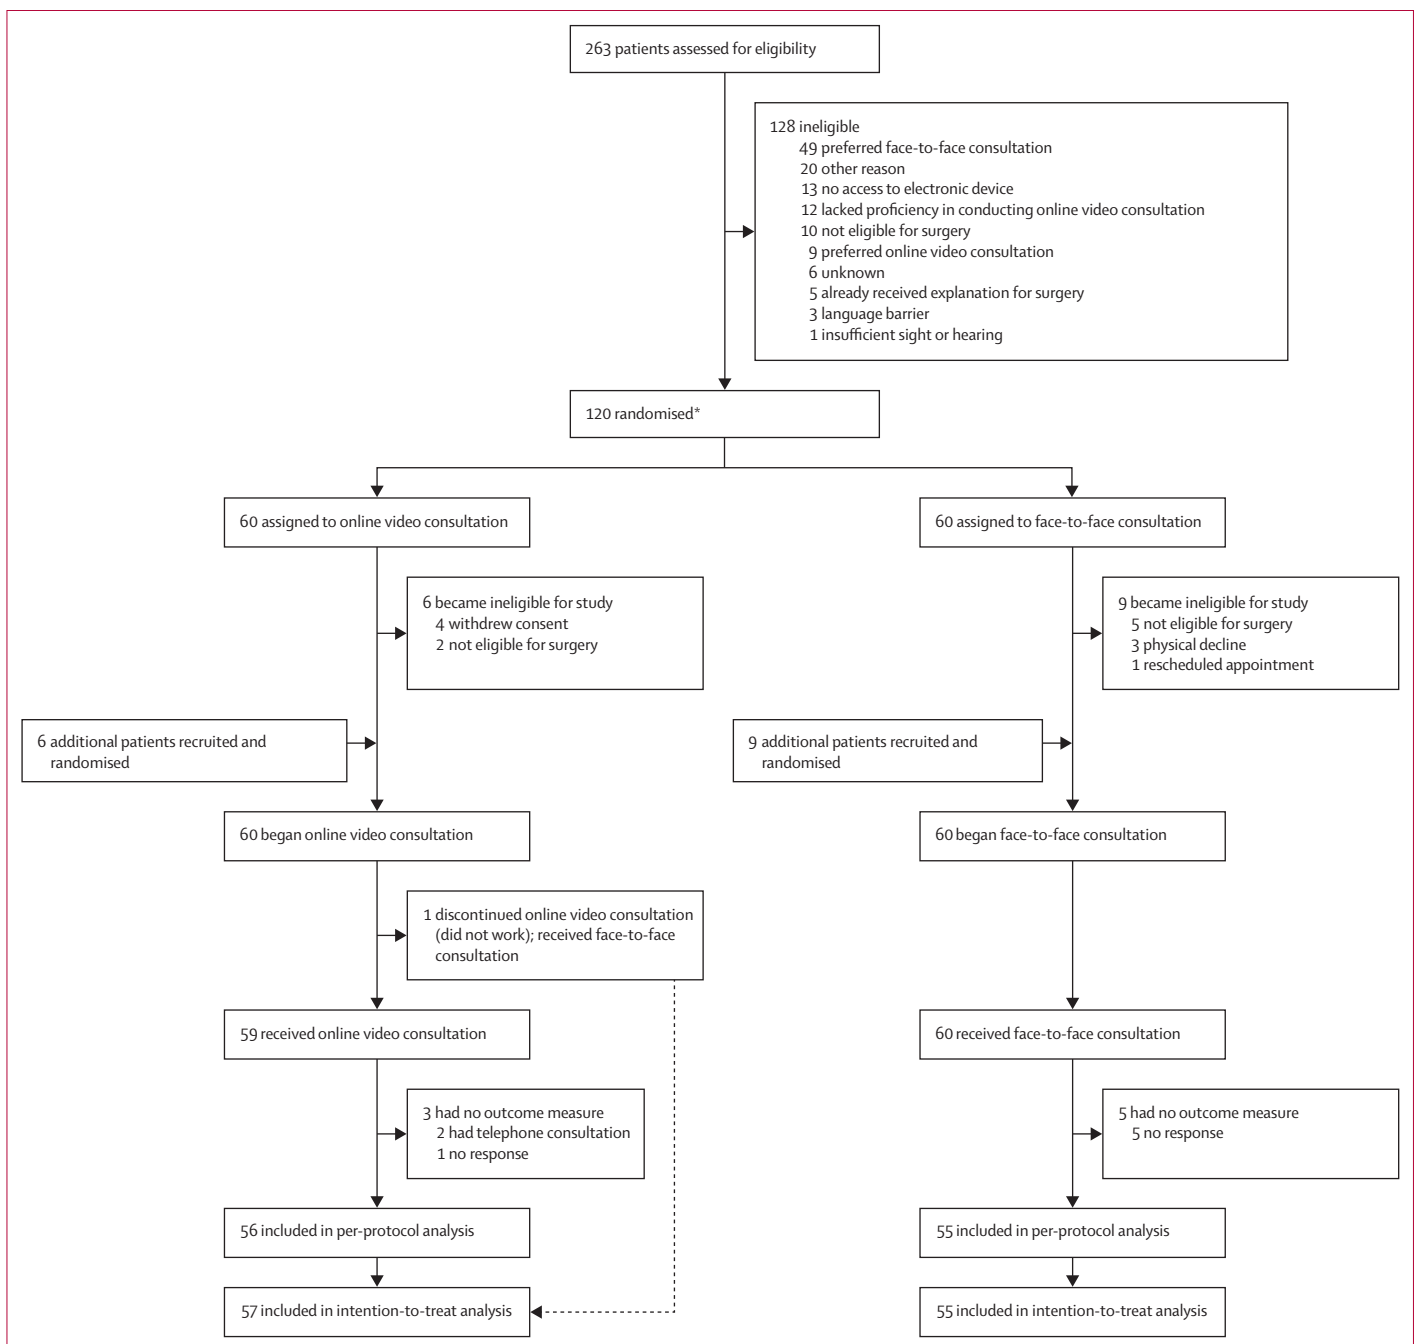 263 patients assessed for eligibility
128 ineligible
49 preferred face-to-face consultation
20 other reason
13 no access to electronic device
12 lacked proficiency in conducting online video consultation
10 not eligible for surgery
9 preferred online video consultation
6 unknown
5 already received explanation for surgery
3 language barrier
1 insufficient sight or hearing
120 randomised*
60 assigned to online video consultation
60 assigned to face-to-face consultation
6 became ineligible for study
4 withdrew consent
2 not eligible for surgery
9 became ineligible for study
5 not eligible for surgery
3 physical decline
1 rescheduled appointment
6 additional patients recruited and
randomised
9 additional patients recruited and
randomised
60 began online video consultation
60 began face-to-face consultation
1 discontinued online video consultation
(did not work); received face-to-face
consultation
59 received online video consultation
60 received face-to-face consultation
3 had no outcome measure
2 had telephone consultation
1 no response
5 had no outcome measure
5 no response
56 included in per-protocol analysis
55 included in per-protocol analysis
57 included in intention-to-treat analysis
55 included in intention-to-treat analysis